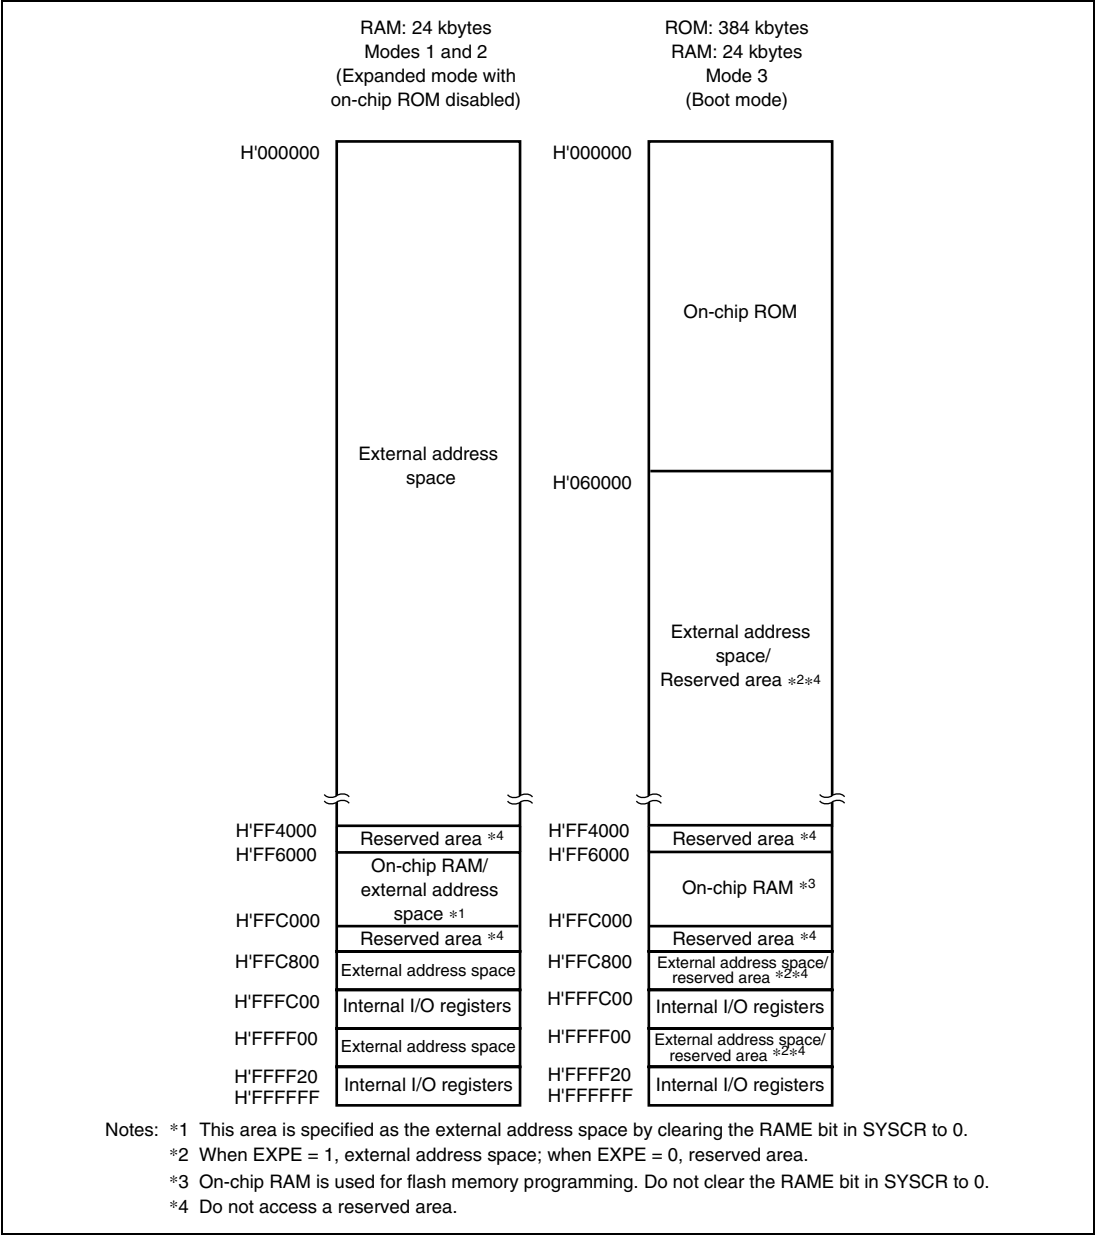 RAM: 24 kbytes
Modes 1 and 2
(Expanded mode with
on-chip ROM disabled)
H'000000
External address
space
H'FF4000
Reserved area *4
H'FF6000
On-chip RAM/
external address
space *1
H'FFC000
Reserved area *4
H'FFC800
External address space
H'FFFC00
Internal I/O registers
H'FFFF00
External address space
H'FFFF20
Internal I/O registers
H'FFFFFF
ROM: 384 kbytes
RAM: 24 kbytes
Mode 3
(Boot mode)
H'000000
On-chip ROM
H'060000
External address
space/
Reserved area *2*4
H'FF4000
Reserved area *4
H'FF6000
On-chip RAM *3
H'FFC000
Reserved area *4
H'FFC800
External address space/
reserved area *2*4
H'FFFC00
Internal I/O registers
H'FFFF00
External address space/
reserved area *2*4
H'FFFF20
Internal I/O registers
H'FFFFFF
Notes: *1 This area is specified as the external address space by clearing the RAME bit in SYSCR to 0.
*2 When EXPE = 1, external address space; when EXPE = 0, reserved area.
*3 On-chip RAM is used for flash memory programming. Do not clear the RAME bit in SYSCR to 0.
*4 Do not access a reserved area.